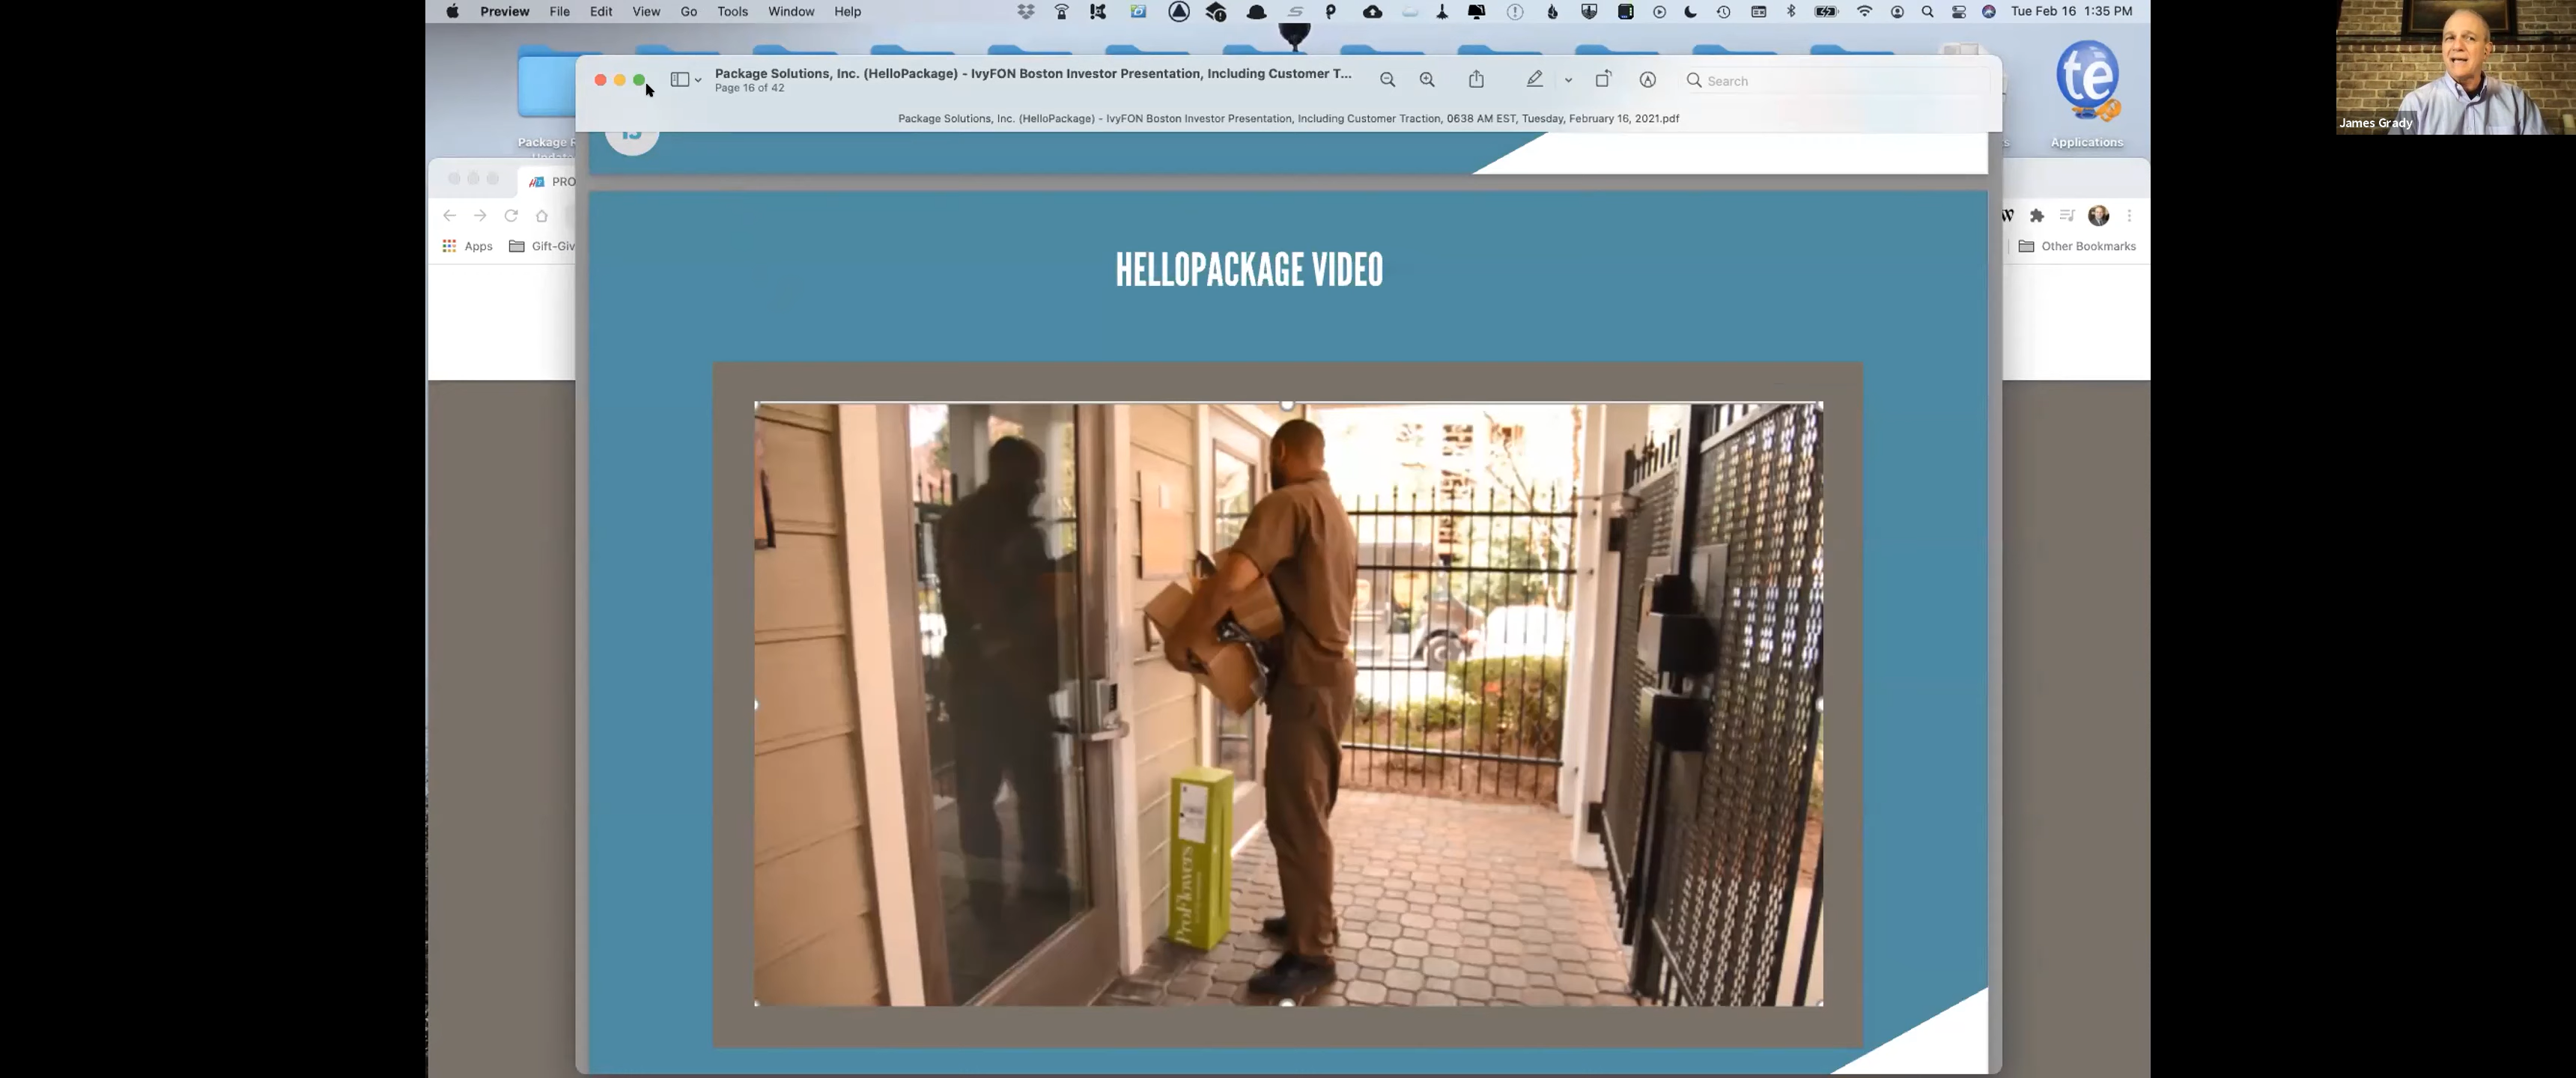 Preview File Edit View Go Tools Window Help
Tue Feb 16 1:35 PM
Package Solutions, Inc. (HelloPackage) - IvyFON Boston Investor Presentation, Including Customer T...
Page 16 of 42
Search
Package Solutions, Inc. (HelloPackage) - IvyFON Boston Investor Presentation, Including Customer Traction, 0638 AM EST, Tuesday, February 16, 2021.pdf
te
Package
Applications
James Grady
PRO
Apps
Gift-Giv
Other Bookmarks
HELLOPACKAGE VIDEO
ProFlowers